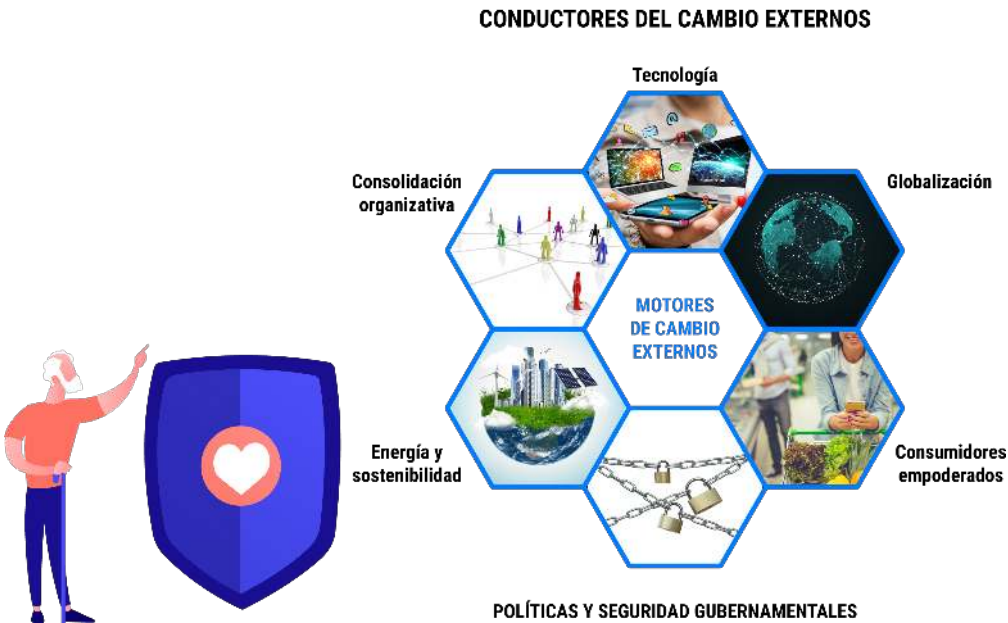 CONDUCTORES DEL CAMBIO EXTERNOS
Tecnología
Consolidación
organizativa
Globalización
MOTORES
DE CAMBIO
EXTERNOS
Energía y
sostenibilidad
Consumidores
empoderados
POLÍTICAS Y SEGURIDAD GUBERNAMENTALES